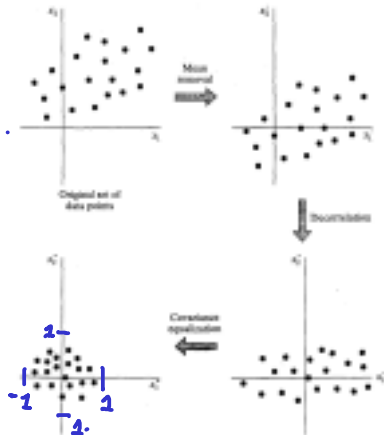 Mean
removal
Original set of
data points
Decorrelation
Covariance
equalization
1
-1
1
1.